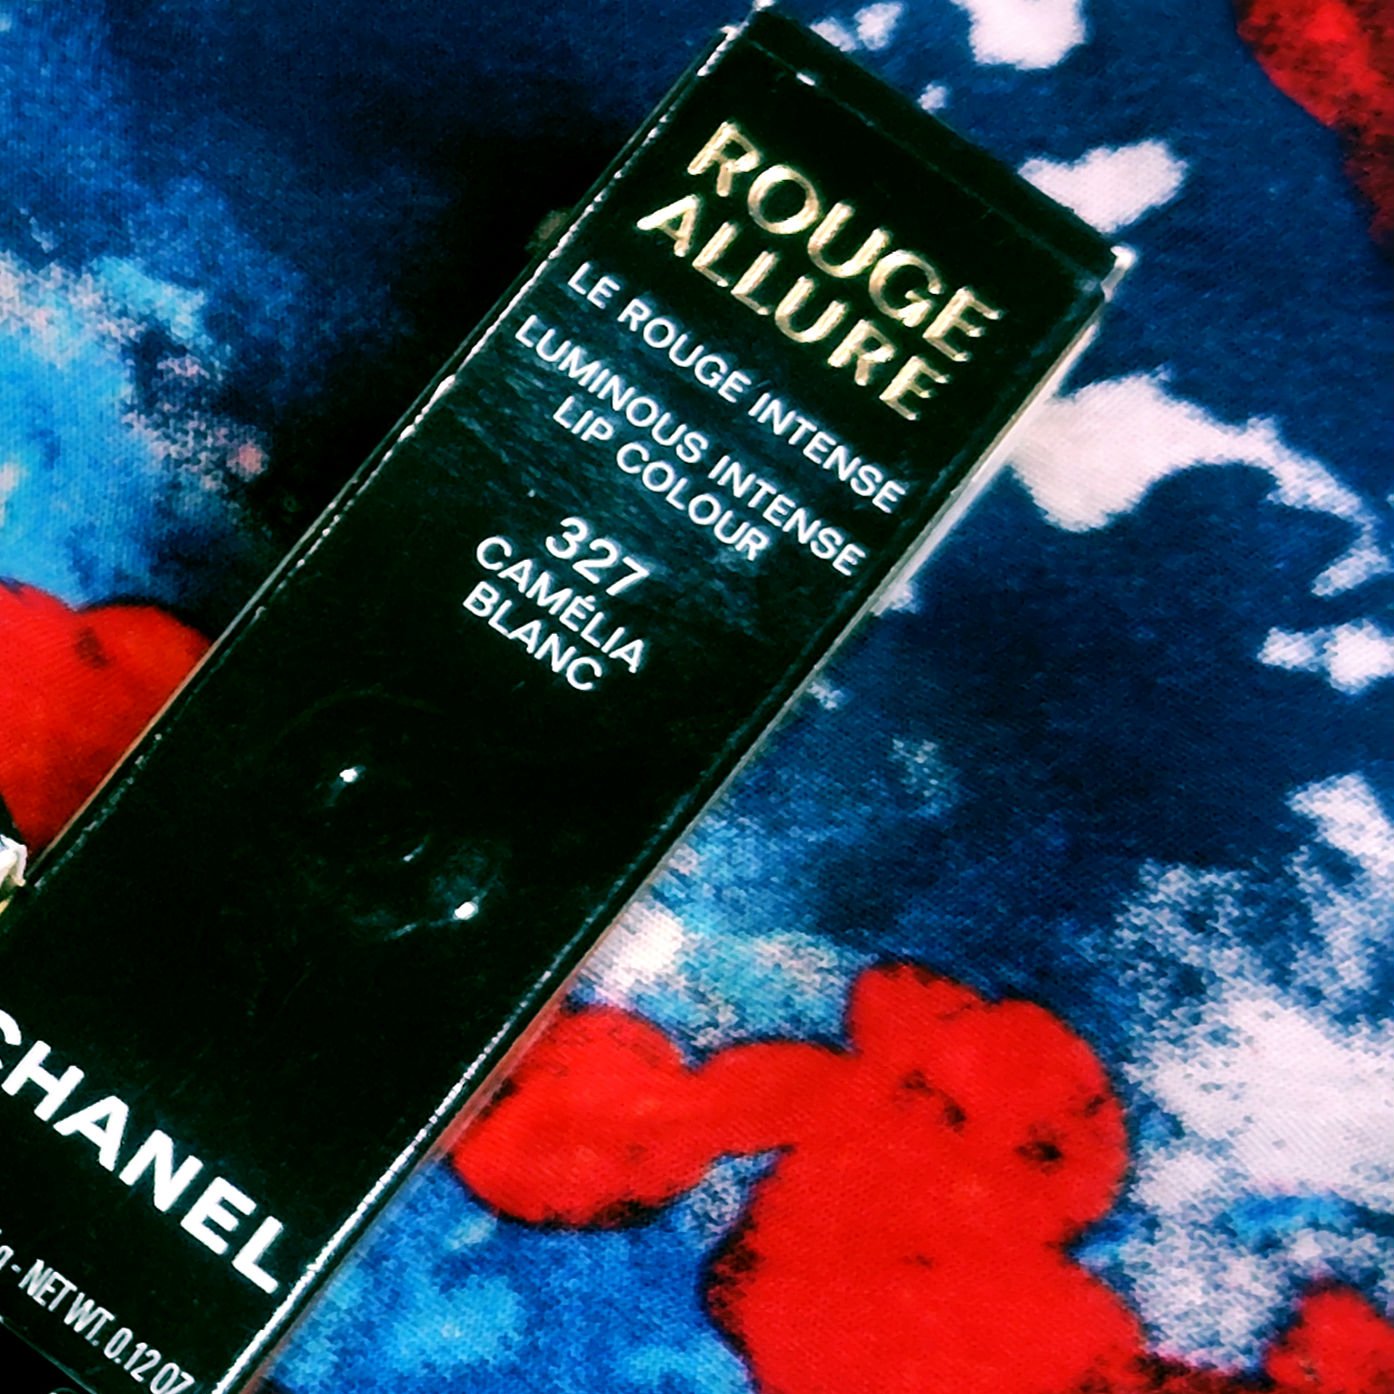 ROUGE
ALLURE
LE ROUGE INTENSE
LUMINOUS INTENSE
LIP COLOUR
327
CAMÉLIA
BLANC
CHANEL
g - NET WT. 0.12 OZ